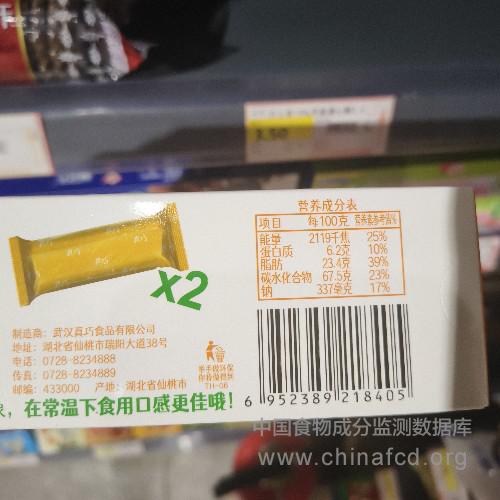 3.50
营养成分表
项目 每100克 营养素参考值%
能量 2119千焦 25%
蛋白质 6.2克 10%
脂肪 23.4克 39%
碳水化合物 67.5克 23%
钠 337毫克 17%
真巧
X2
制造商：武汉真巧食品有限公司
地址：湖北省仙桃市瑞阳大道38号
电话：0728-8234888
传真：0728-8234889
邮编：433000 产地：湖北省仙桃市
TH-06
在常温下食用口感更佳哦！
6 952389 218405
中国食物成分监测数据库
www.chinafcd.org